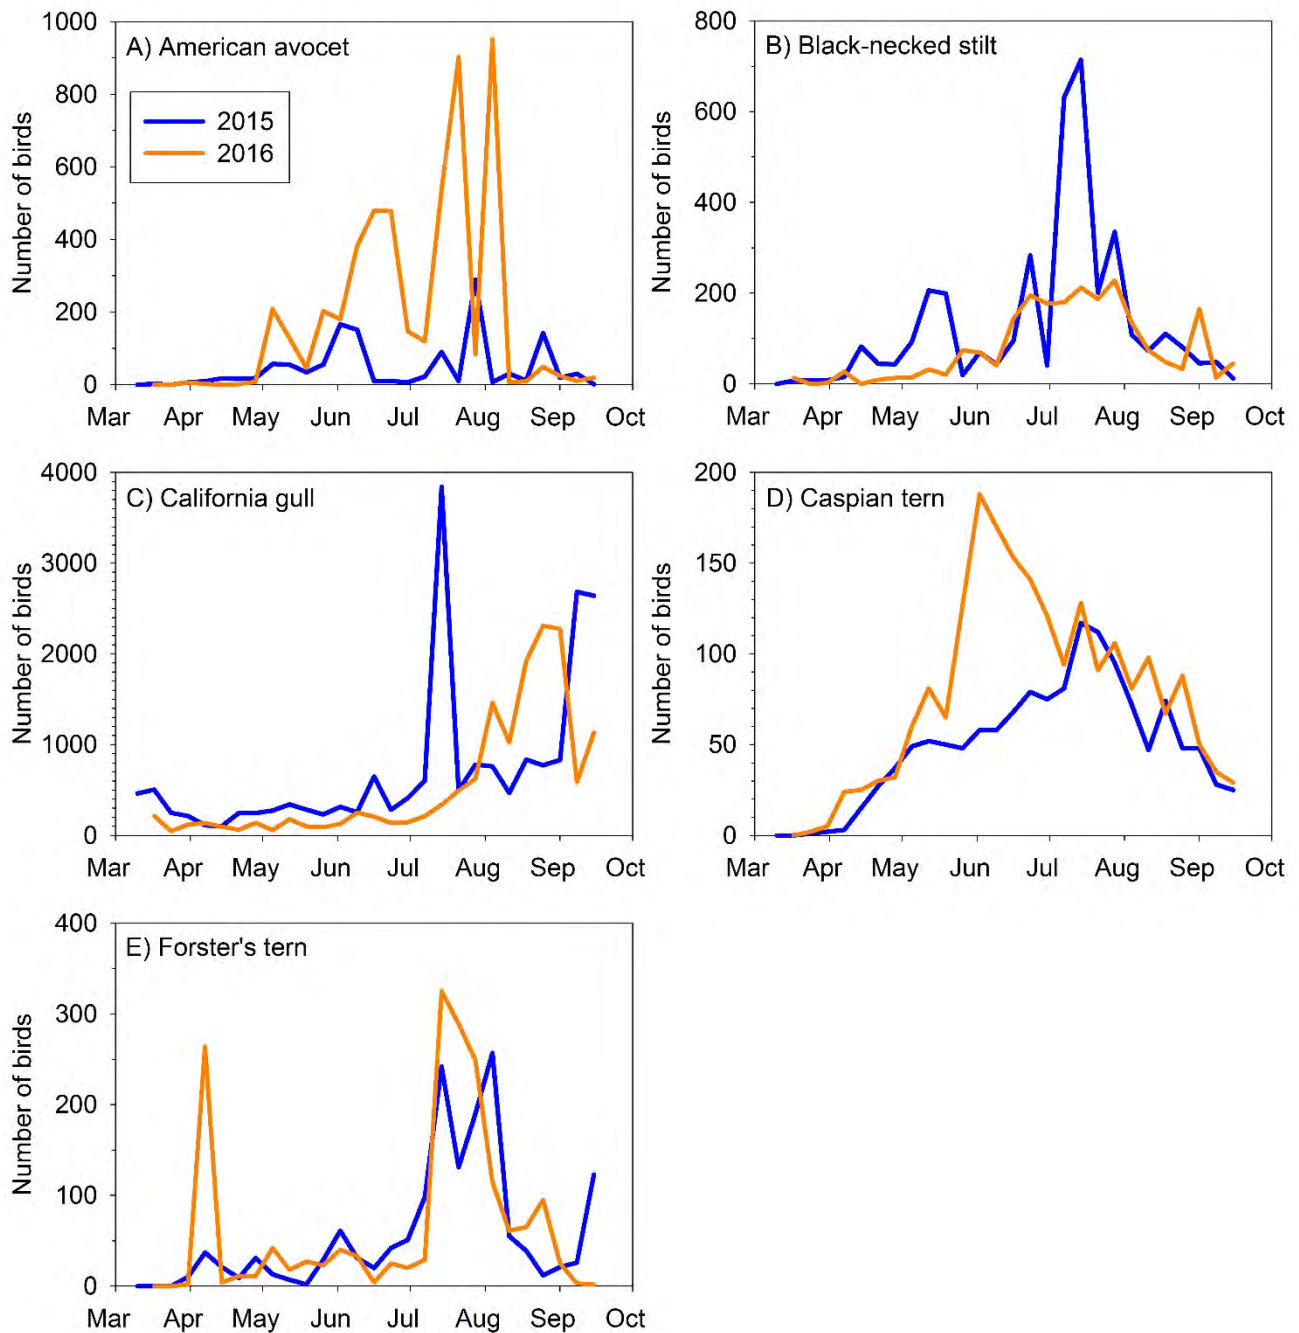 A) American avocet
2015
2016
Number of birds
1000
800
600
400
200
0
Mar Apr May Jun Jul Aug Sep Oct
B) Black-necked stilt
Number of birds
800
600
400
200
0
Mar Apr May Jun Jul Aug Sep Oct
C) California gull
Number of birds
4000
3000
2000
1000
0
Mar Apr May Jun Jul Aug Sep Oct
D) Caspian tern
Number of birds
200
150
100
50
0
Mar Apr May Jun Jul Aug Sep Oct
E) Forster's tern
Number of birds
400
300
200
100
0
Mar Apr May Jun Jul Aug Sep Oct